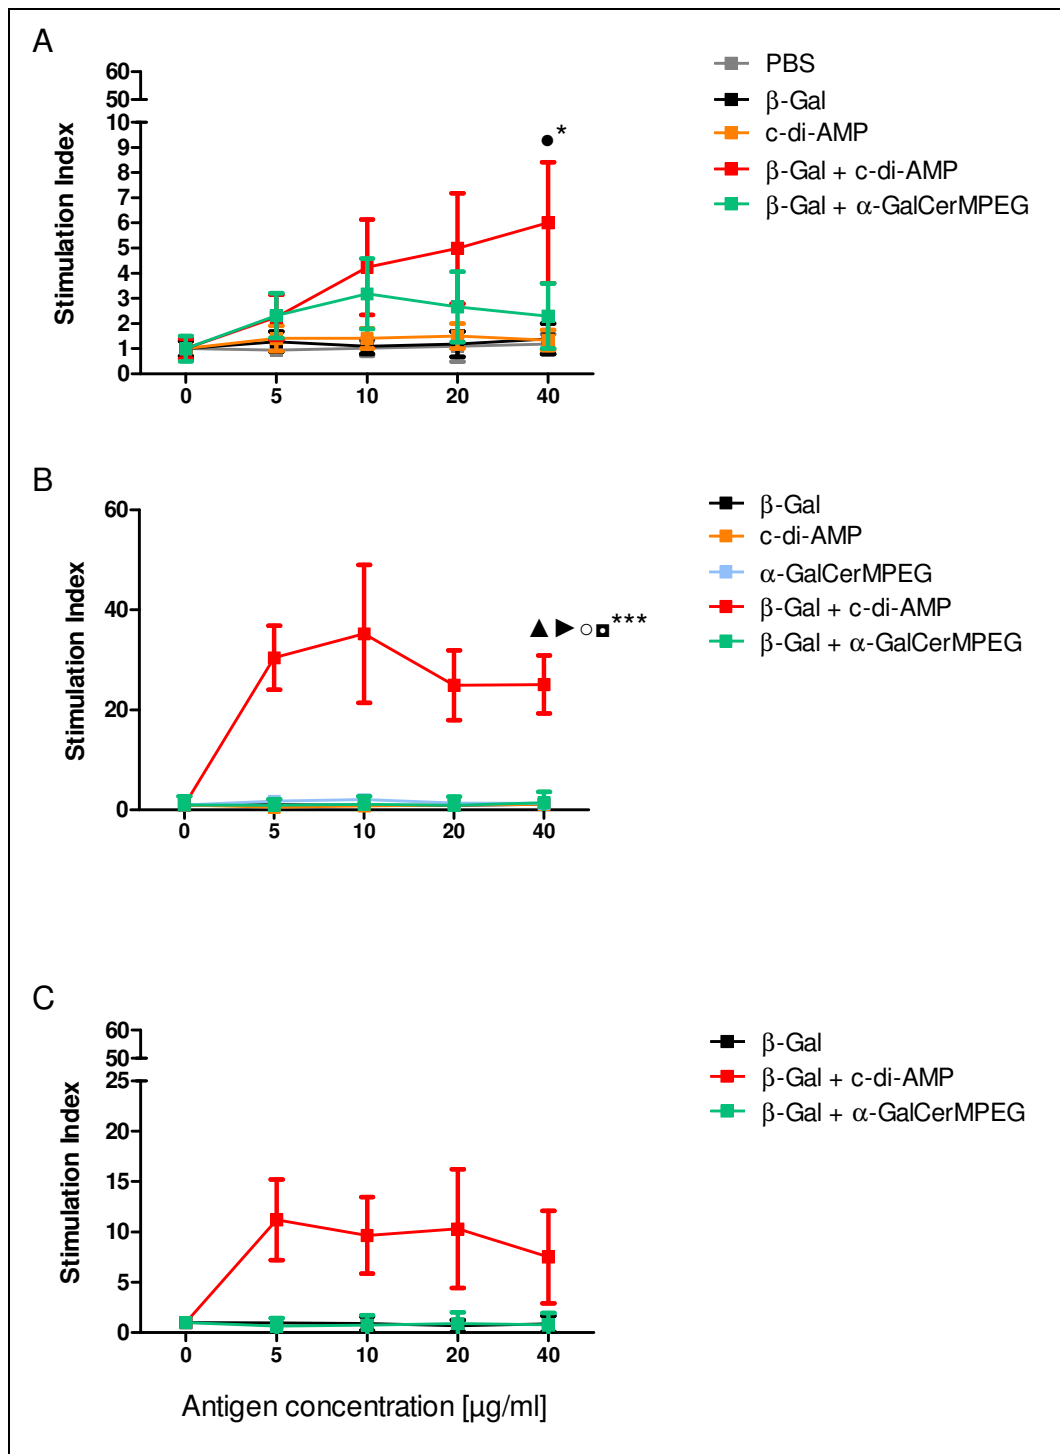 A
60
50
10
9
8
7
6
5
4
3
2
1
0
Stimulation Index
0 5 10 20 40
●*
PBS
β-Gal
c-di-AMP
β-Gal + c-di-AMP
β-Gal + α-GalCerMPEG
B
60
40
20
0
Stimulation Index
0 5 10 20 40
▲►○◘***
β-Gal
c-di-AMP
α-GalCerMPEG
β-Gal + c-di-AMP
β-Gal + α-GalCerMPEG
C
60
50
25
20
15
10
5
0
Stimulation Index
0 5 10 20 40
β-Gal
β-Gal + c-di-AMP
β-Gal + α-GalCerMPEG
Antigen concentration [µg/ml]